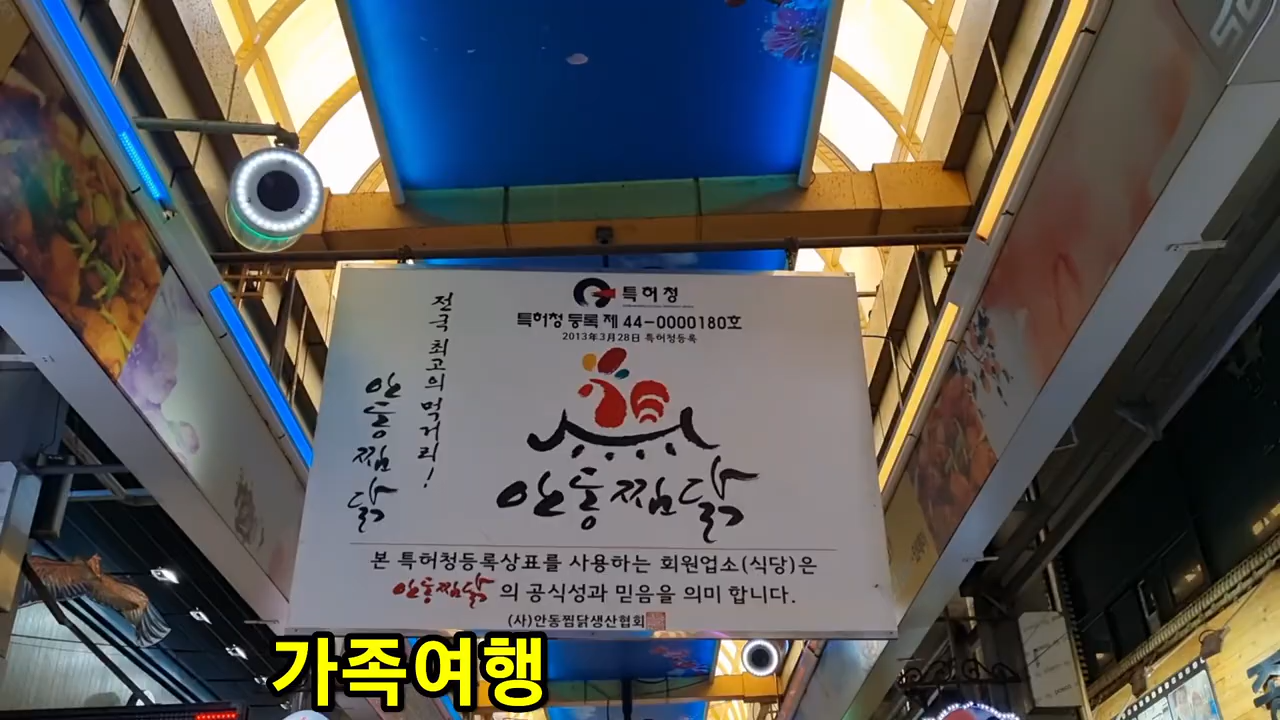 특허청
특허청 등록 제 44-0000180호
2013年3月28日 특허청등록
전국 최고의 먹거리!
안동찜닭
안동찜닭
본 특허청등록상표를 사용하는 회원업소(식당)은
안동찜닭의 공식성과 믿음을 의미 합니다.
(사)안동찜닭생산협회
가족여행